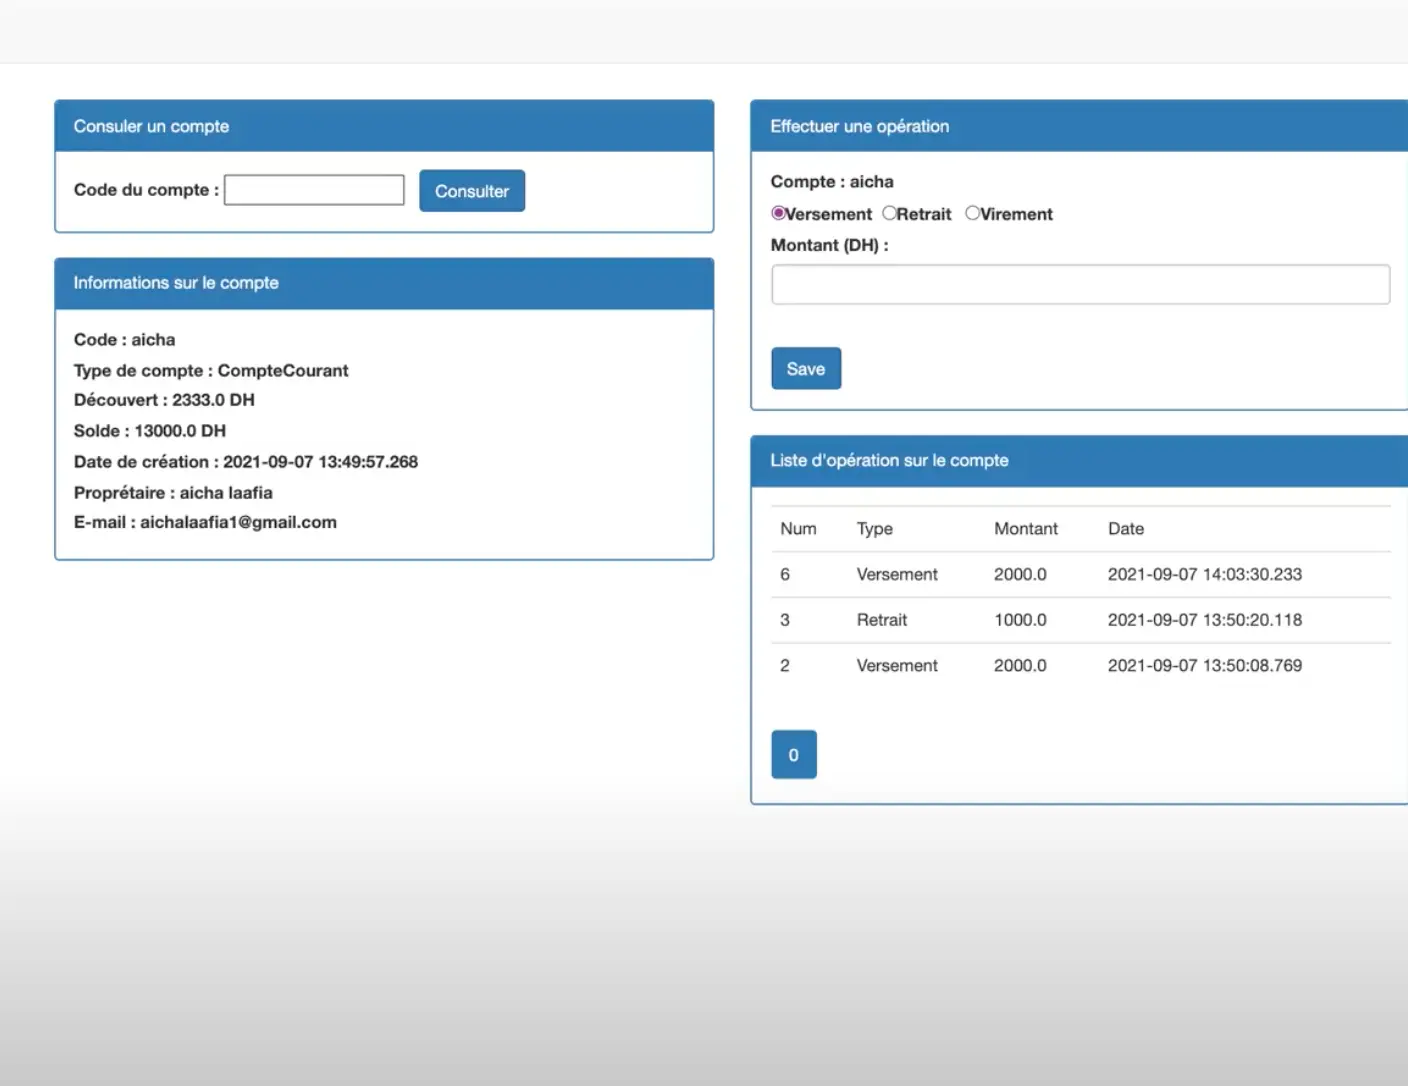 Consuler un compte
Code du compte :
Consulter
Informations sur le compte
Code : aicha
Type de compte : CompteCourant
Découvert : 2333.0 DH
Solde : 13000.0 DH
Date de création : 2021-09-07 13:49:57.268
Proprétaire : aicha laafia
E-mail : aichalaafia1@gmail.com
Effectuer une opération
Compte : aicha
Versement Retrait Virement
Montant (DH) :
Save
Liste d'opération sur le compte
Num Type Montant Date
6 Versement 2000.0 2021-09-07 14:03:30.233
3 Retrait 1000.0 2021-09-07 13:50:20.118
2 Versement 2000.0 2021-09-07 13:50:08.769
0